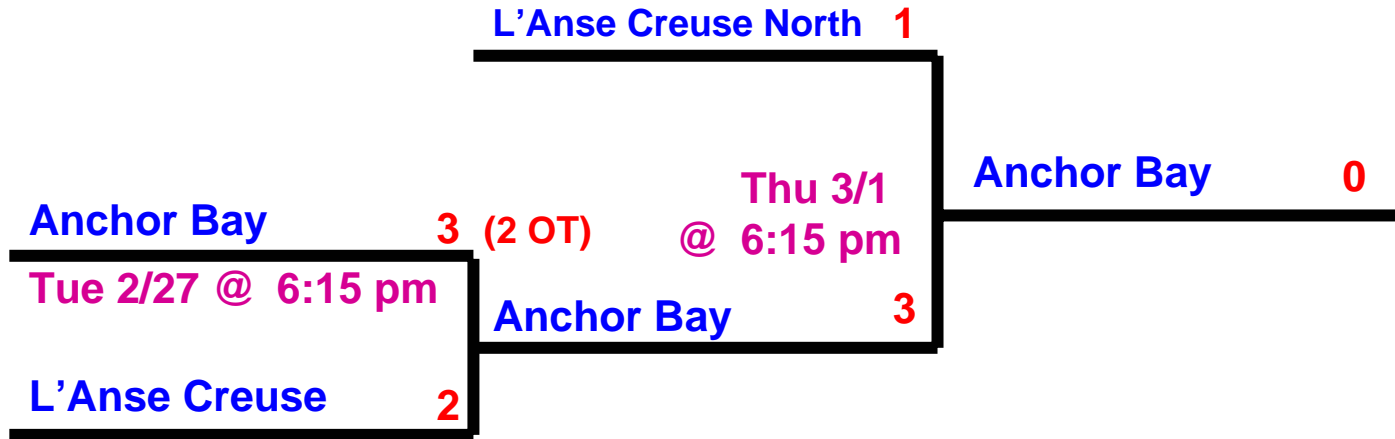 L’Anse Creuse North 1
Anchor Bay 0
Thu 3/1
@ 6:15 pm
Anchor Bay 3 (2 OT)
Tue 2/27 @ 6:15 pm
Anchor Bay 3
L’Anse Creuse 2